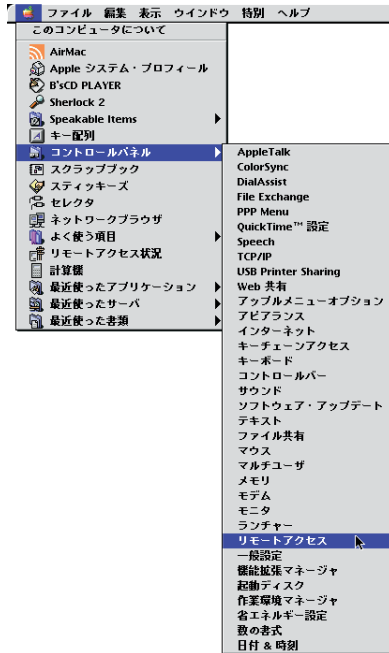 ファイル 編集 表示 ウインドウ 特別 ヘルプ
このコンピュータについて
AirMac
Apple システム・プロフィール
B'sCD PLAYER
Sherlock 2
Speakable Items
キー配列
コントロールパネル
スクラップブック
スティッキーズ
セレクタ
ネットワークブラウザ
よく使う項目
リモートアクセス状況
計算機
最近使ったアプリケーション
最近使ったサーバ
最近使った書類
AppleTalk
ColorSync
DialAssist
File Exchange
PPP Menu
QuickTime™ 設定
Speech
TCP/IP
USB Printer Sharing
Web 共有
アップルメニューオプション
アピアランス
インターネット
キーチェーンアクセス
キーボード
コントロールバー
サウンド
ソフトウェア・アップデート
テキスト
ファイル共有
マウス
マルチユーザ
メモリ
モデム
モニタ
ランチャー
リモートアクセス
一般設定
機能拡張マネージャ
起動ディスク
作業環境マネージャ
省エネルギー設定
数の書式
日付 & 時刻